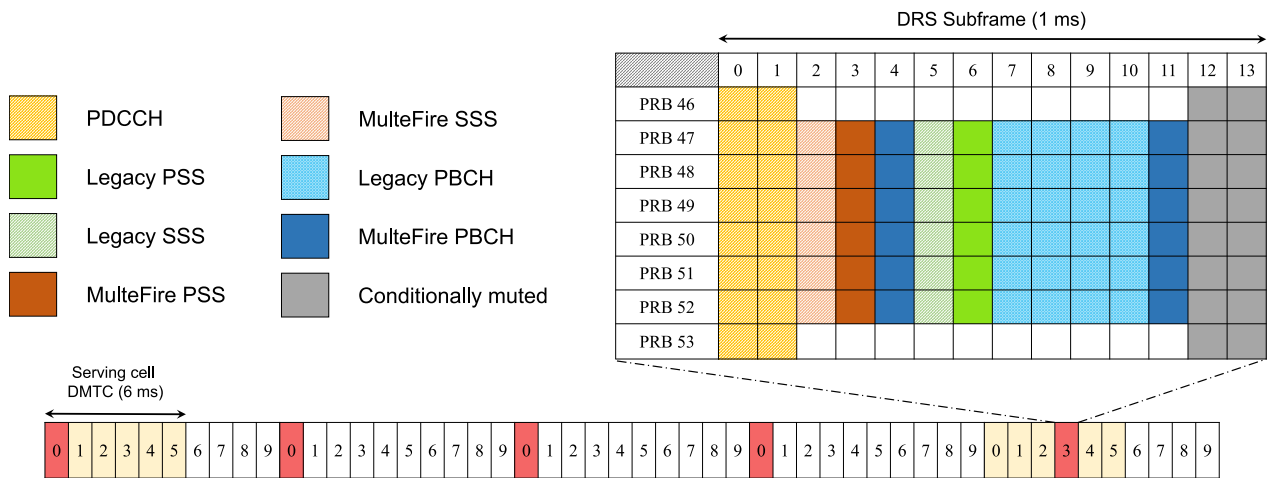 DRS Subframe (1 ms)
0 1 2 3 4 5 6 7 8 9 10 11 12 13
PRB 46
PRB 47
PRB 48
PRB 49
PRB 50
PRB 51
PRB 52
PRB 53
PDCCH
Legacy PSS
Legacy SSS
MulteFire PSS
MulteFire SSS
Legacy PBCH
MulteFire PBCH
Conditionally muted
Serving cell
DMTC (6 ms)
0 1 2 3 4 5 6 7 8 9 0 1 2 3 4 5 6 7 8 9 0 1 2 3 4 5 6 7 8 9 0 1 2 3 4 5 6 7 8 9 0 1 2 3 4 5 6 7 8 9